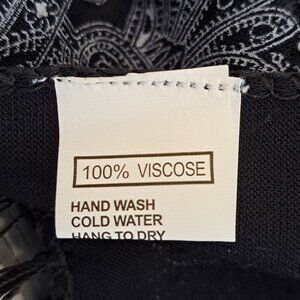 100% VISCOSE
HAND WASH
COLD WATER
HANG TO DRY